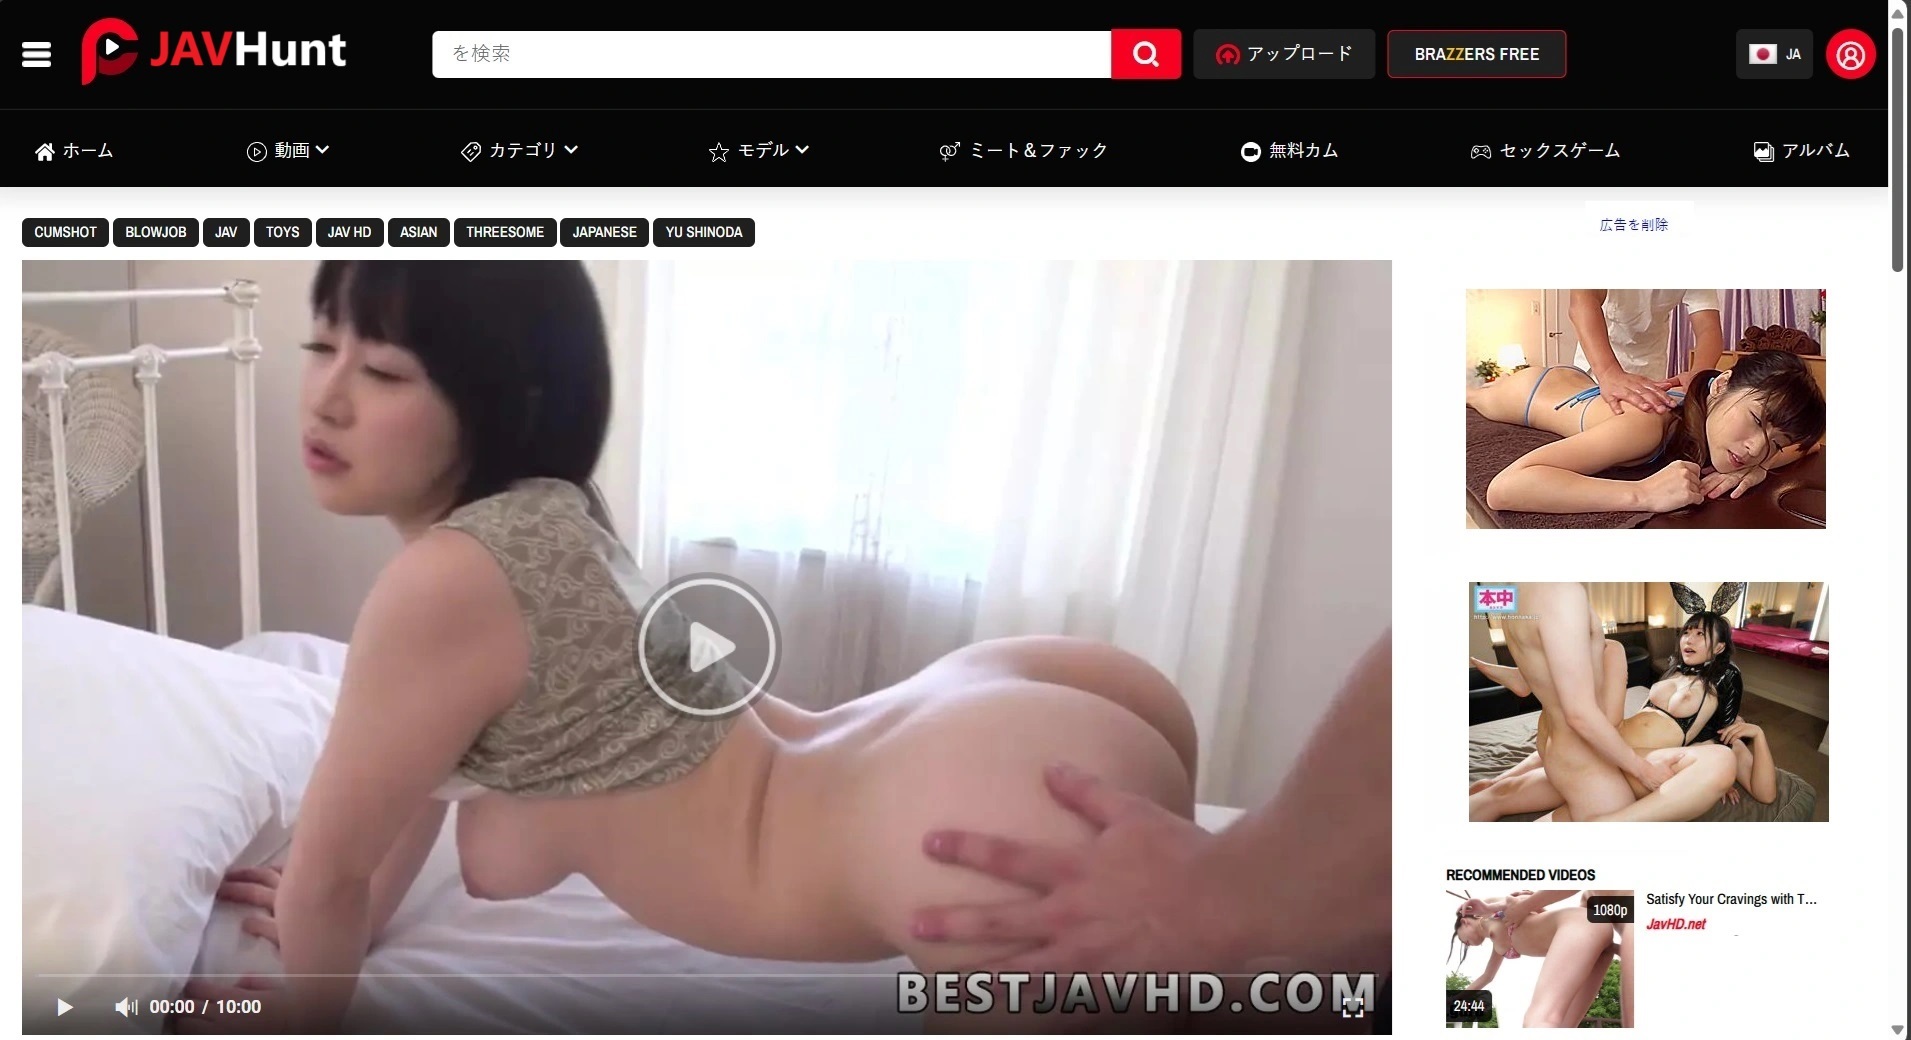 JAVHunt
を検索
アップロード
BRAZZERS FREE
JA
ホーム
動画
カテゴリ
モデル
ミート＆ファック
無料カム
セックスゲーム
アルバム
CUMSHOT
BLOWJOB
JAV
TOYS
JAV HD
ASIAN
THREESOME
JAPANESE
YU SHINODA
広告を削除
本中
BESTJAVHD.COM
00:00 / 10:00
RECOMMENDED VIDEOS
1080p
24:44
Satisfy Your Cravings with T...
JavHD.net